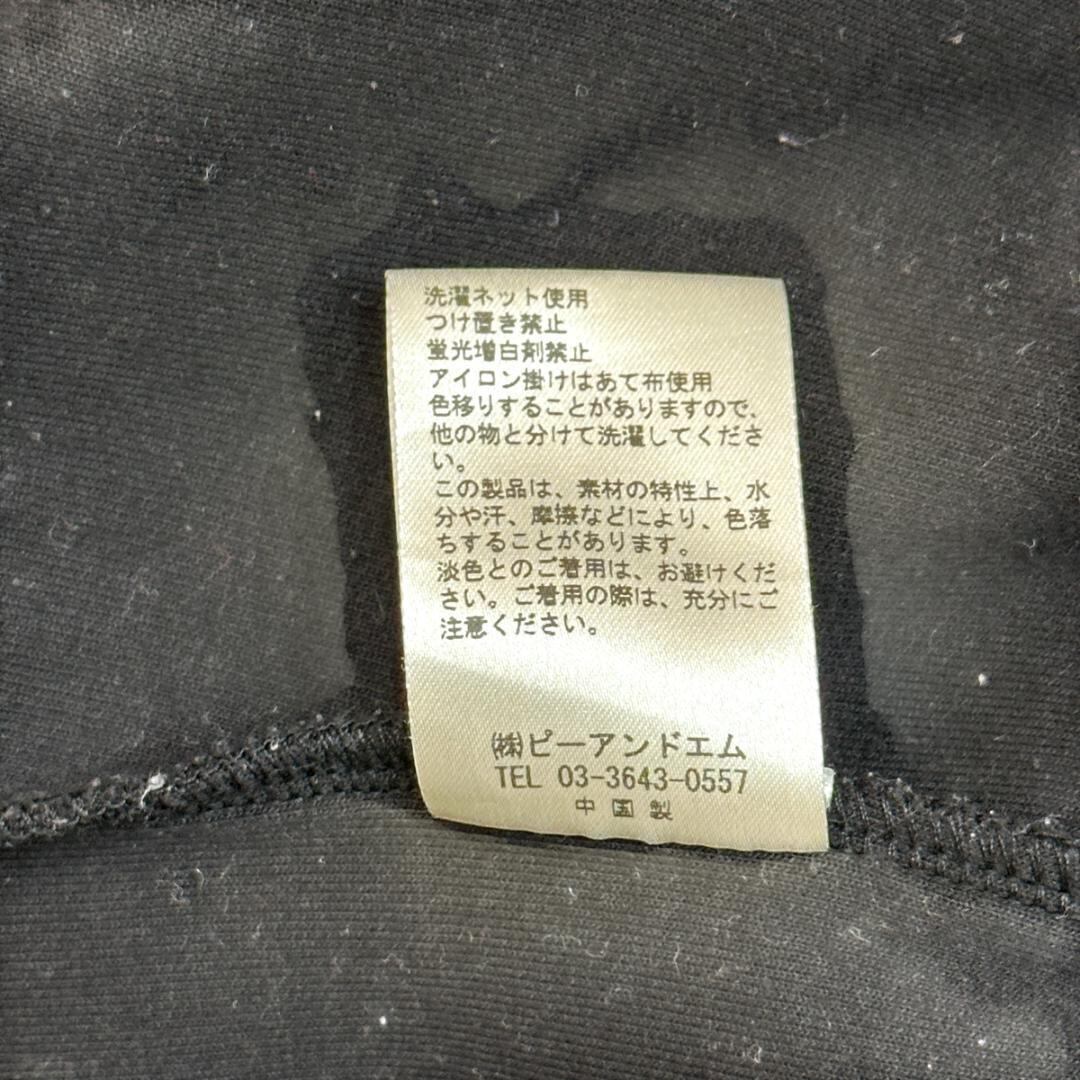 洗濯ネット使用
つけ置き禁止
蛍光増白剤禁止
アイロン掛けはあて布使用
色移りすることがありますので、
他の物と分けて洗濯してくださ
い。
この製品は、素材の特性上、水
分や汗、摩擦などにより、色落
ちすることがあります。
淡色とのご着用は、お避けくだ
さい。ご着用の際は、充分にご
注意ください。
㈱ピーアンドエム
TEL 03-3643-0557
中国製